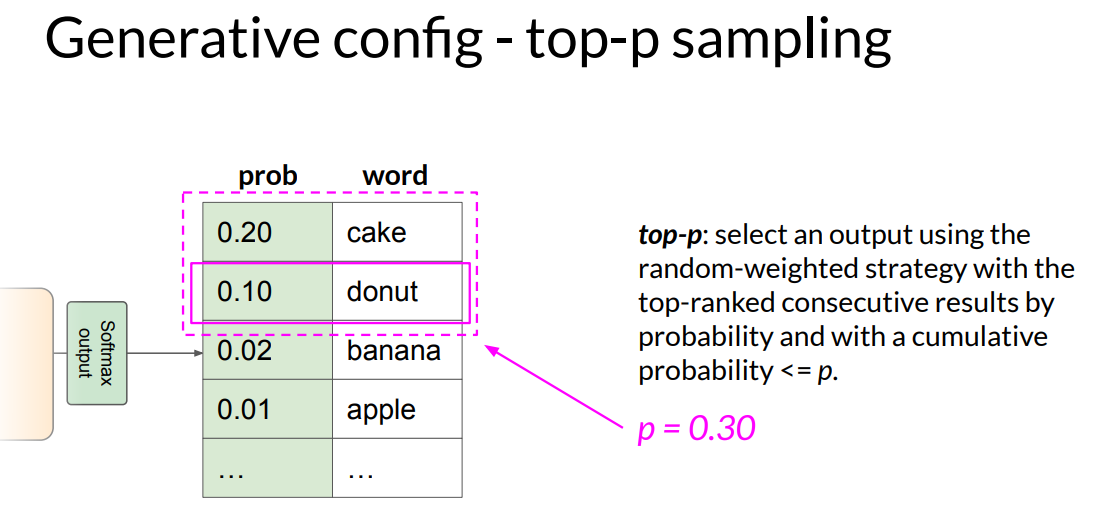 Generative config - top-p sampling
prob word
0.20 cake
0.10 donut
0.02 banana
0.01 apple
... ...
Softmax
output
top-p: select an output using the
random-weighted strategy with the
top-ranked consecutive results by
probability and with a cumulative
probability <= p.
p = 0.30